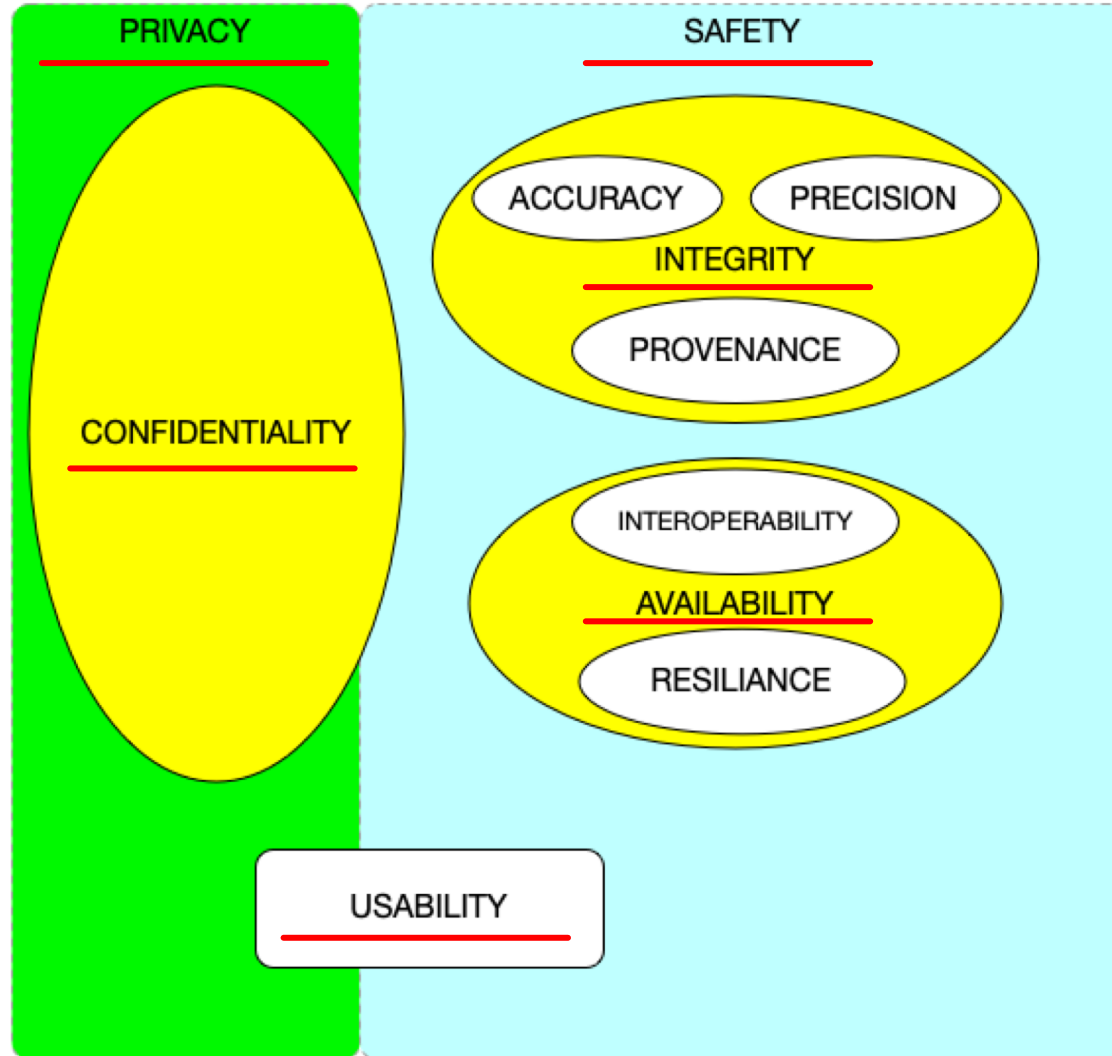 PRIVACY
SAFETY
ACCURACY
PRECISION
INTEGRITY
PROVENANCE
CONFIDENTIALITY
INTEROPERABILITY
AVAILABILITY
RESILIANCE
USABILITY